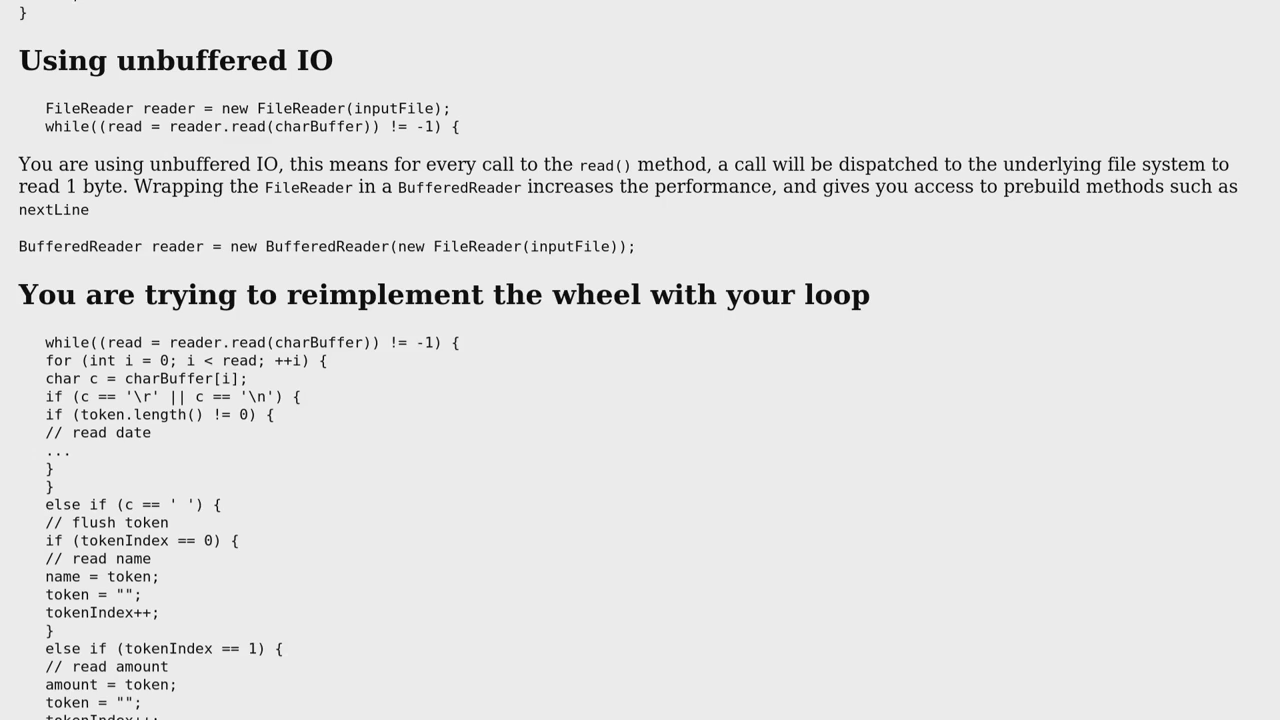 }
Using unbuffered IO
FileReader reader = new FileReader(inputFile);
while((read = reader.read(charBuffer)) != -1) {
You are using unbuffered IO, this means for every call to the read() method, a call will be dispatched to the underlying file system to
read 1 byte. Wrapping the FileReader in a BufferedReader increases the performance, and gives you access to prebuild methods such as
nextLine
BufferedReader reader = new BufferedReader(new FileReader(inputFile));
You are trying to reimplement the wheel with your loop
while((read = reader.read(charBuffer)) != -1) {
for (int i = 0; i < read; ++i) {
char c = charBuffer[i];
if (c == '\r' || c == '\n') {
if (token.length() != 0) {
// read date
...
}
}
else if (c == ' ') {
// flush token
if (tokenIndex == 0) {
// read name
name = token;
token = "";
tokenIndex++;
}
else if (tokenIndex == 1) {
// read amount
amount = token;
token = "";
tokenIndex++;